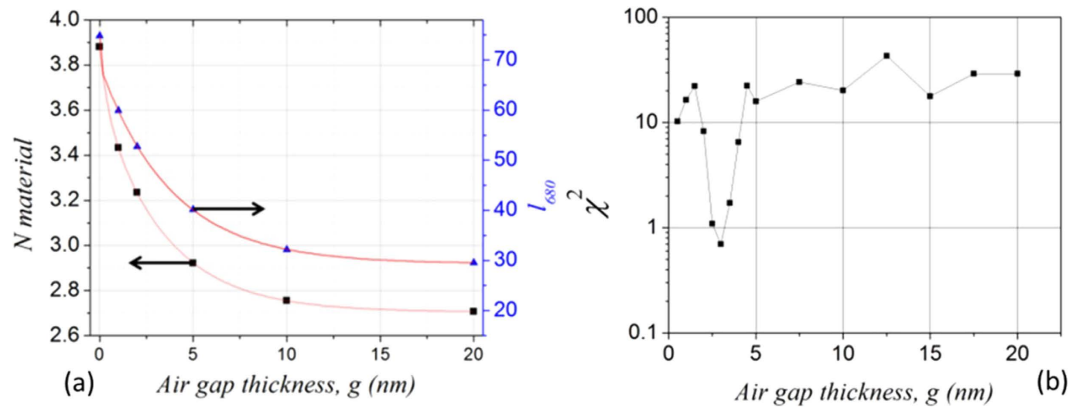 4.0
3.8
3.6
3.4
3.2
3.0
2.8
2.6
N material
0 5 10 15 20
Air gap thickness, g (nm)
(a)
70
60
50
40
30
20
l680
100
10
1
0.1
χ2
0 5 10 15 20
Air gap thickness, g (nm)
(b)